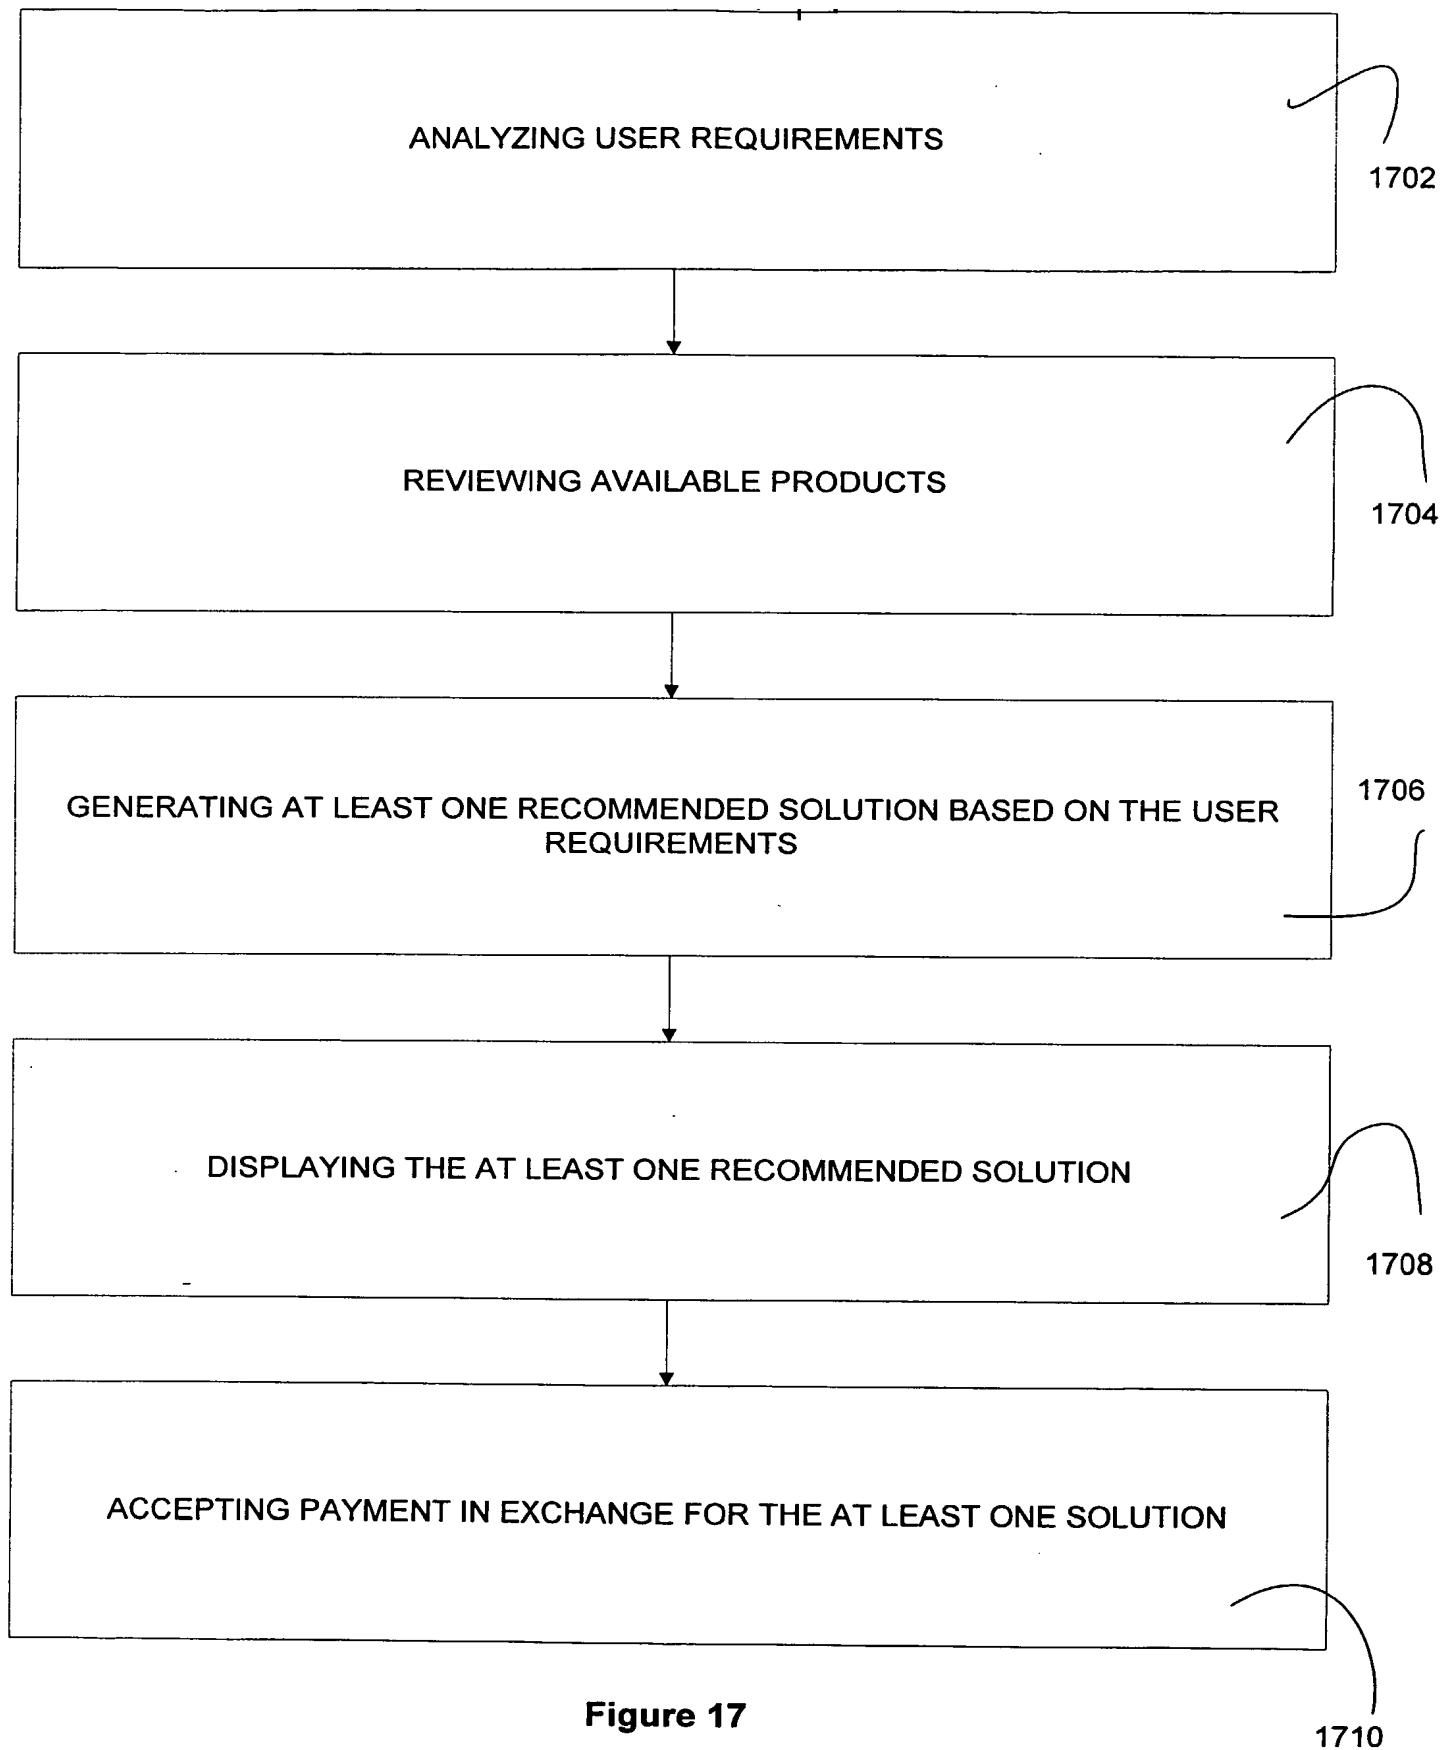 ANALYZING USER REQUIREMENTS
1702
REVIEWING AVAILABLE PRODUCTS
1704
GENERATING AT LEAST ONE RECOMMENDED SOLUTION BASED ON THE USER
REQUIREMENTS
1706
DISPLAYING THE AT LEAST ONE RECOMMENDED SOLUTION
1708
ACCEPTING PAYMENT IN EXCHANGE FOR THE AT LEAST ONE SOLUTION
1710
Figure 17